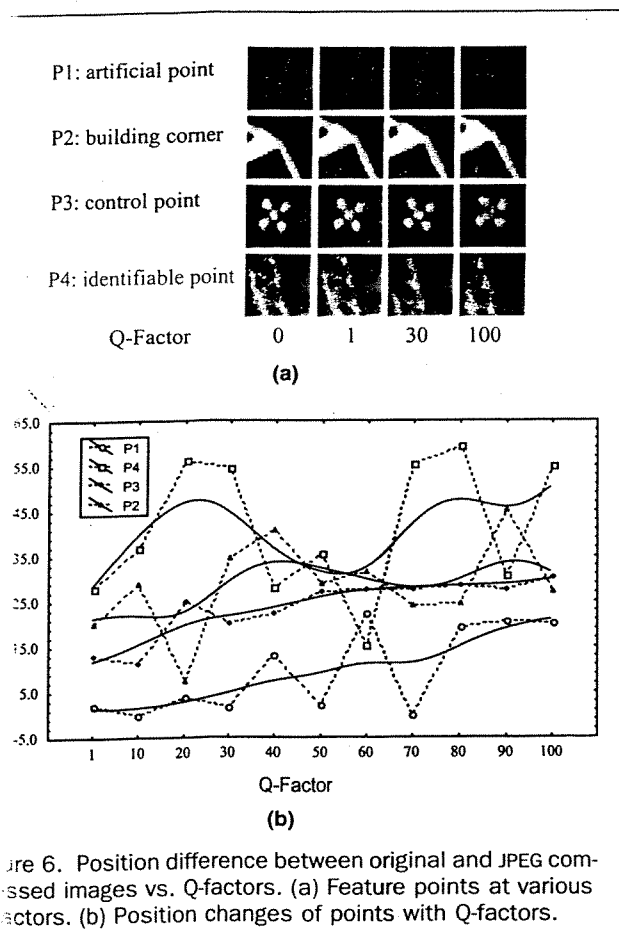 P1: artificial point
P2: building corner
P3: control point
P4: identifiable point
Q-Factor 0 1 30 100
(a)
55.0
45.0
35.0
25.0
15.0
5.0
-5.0
P1
P4
P3
P2
1 10 20 30 40 50 60 70 80 90 100
Q-Factor
(b)
6. Position difference between original and JPEG com-
images vs. Q-factors. (a) Feature points at various
(b) Position changes of points with Q-factors.